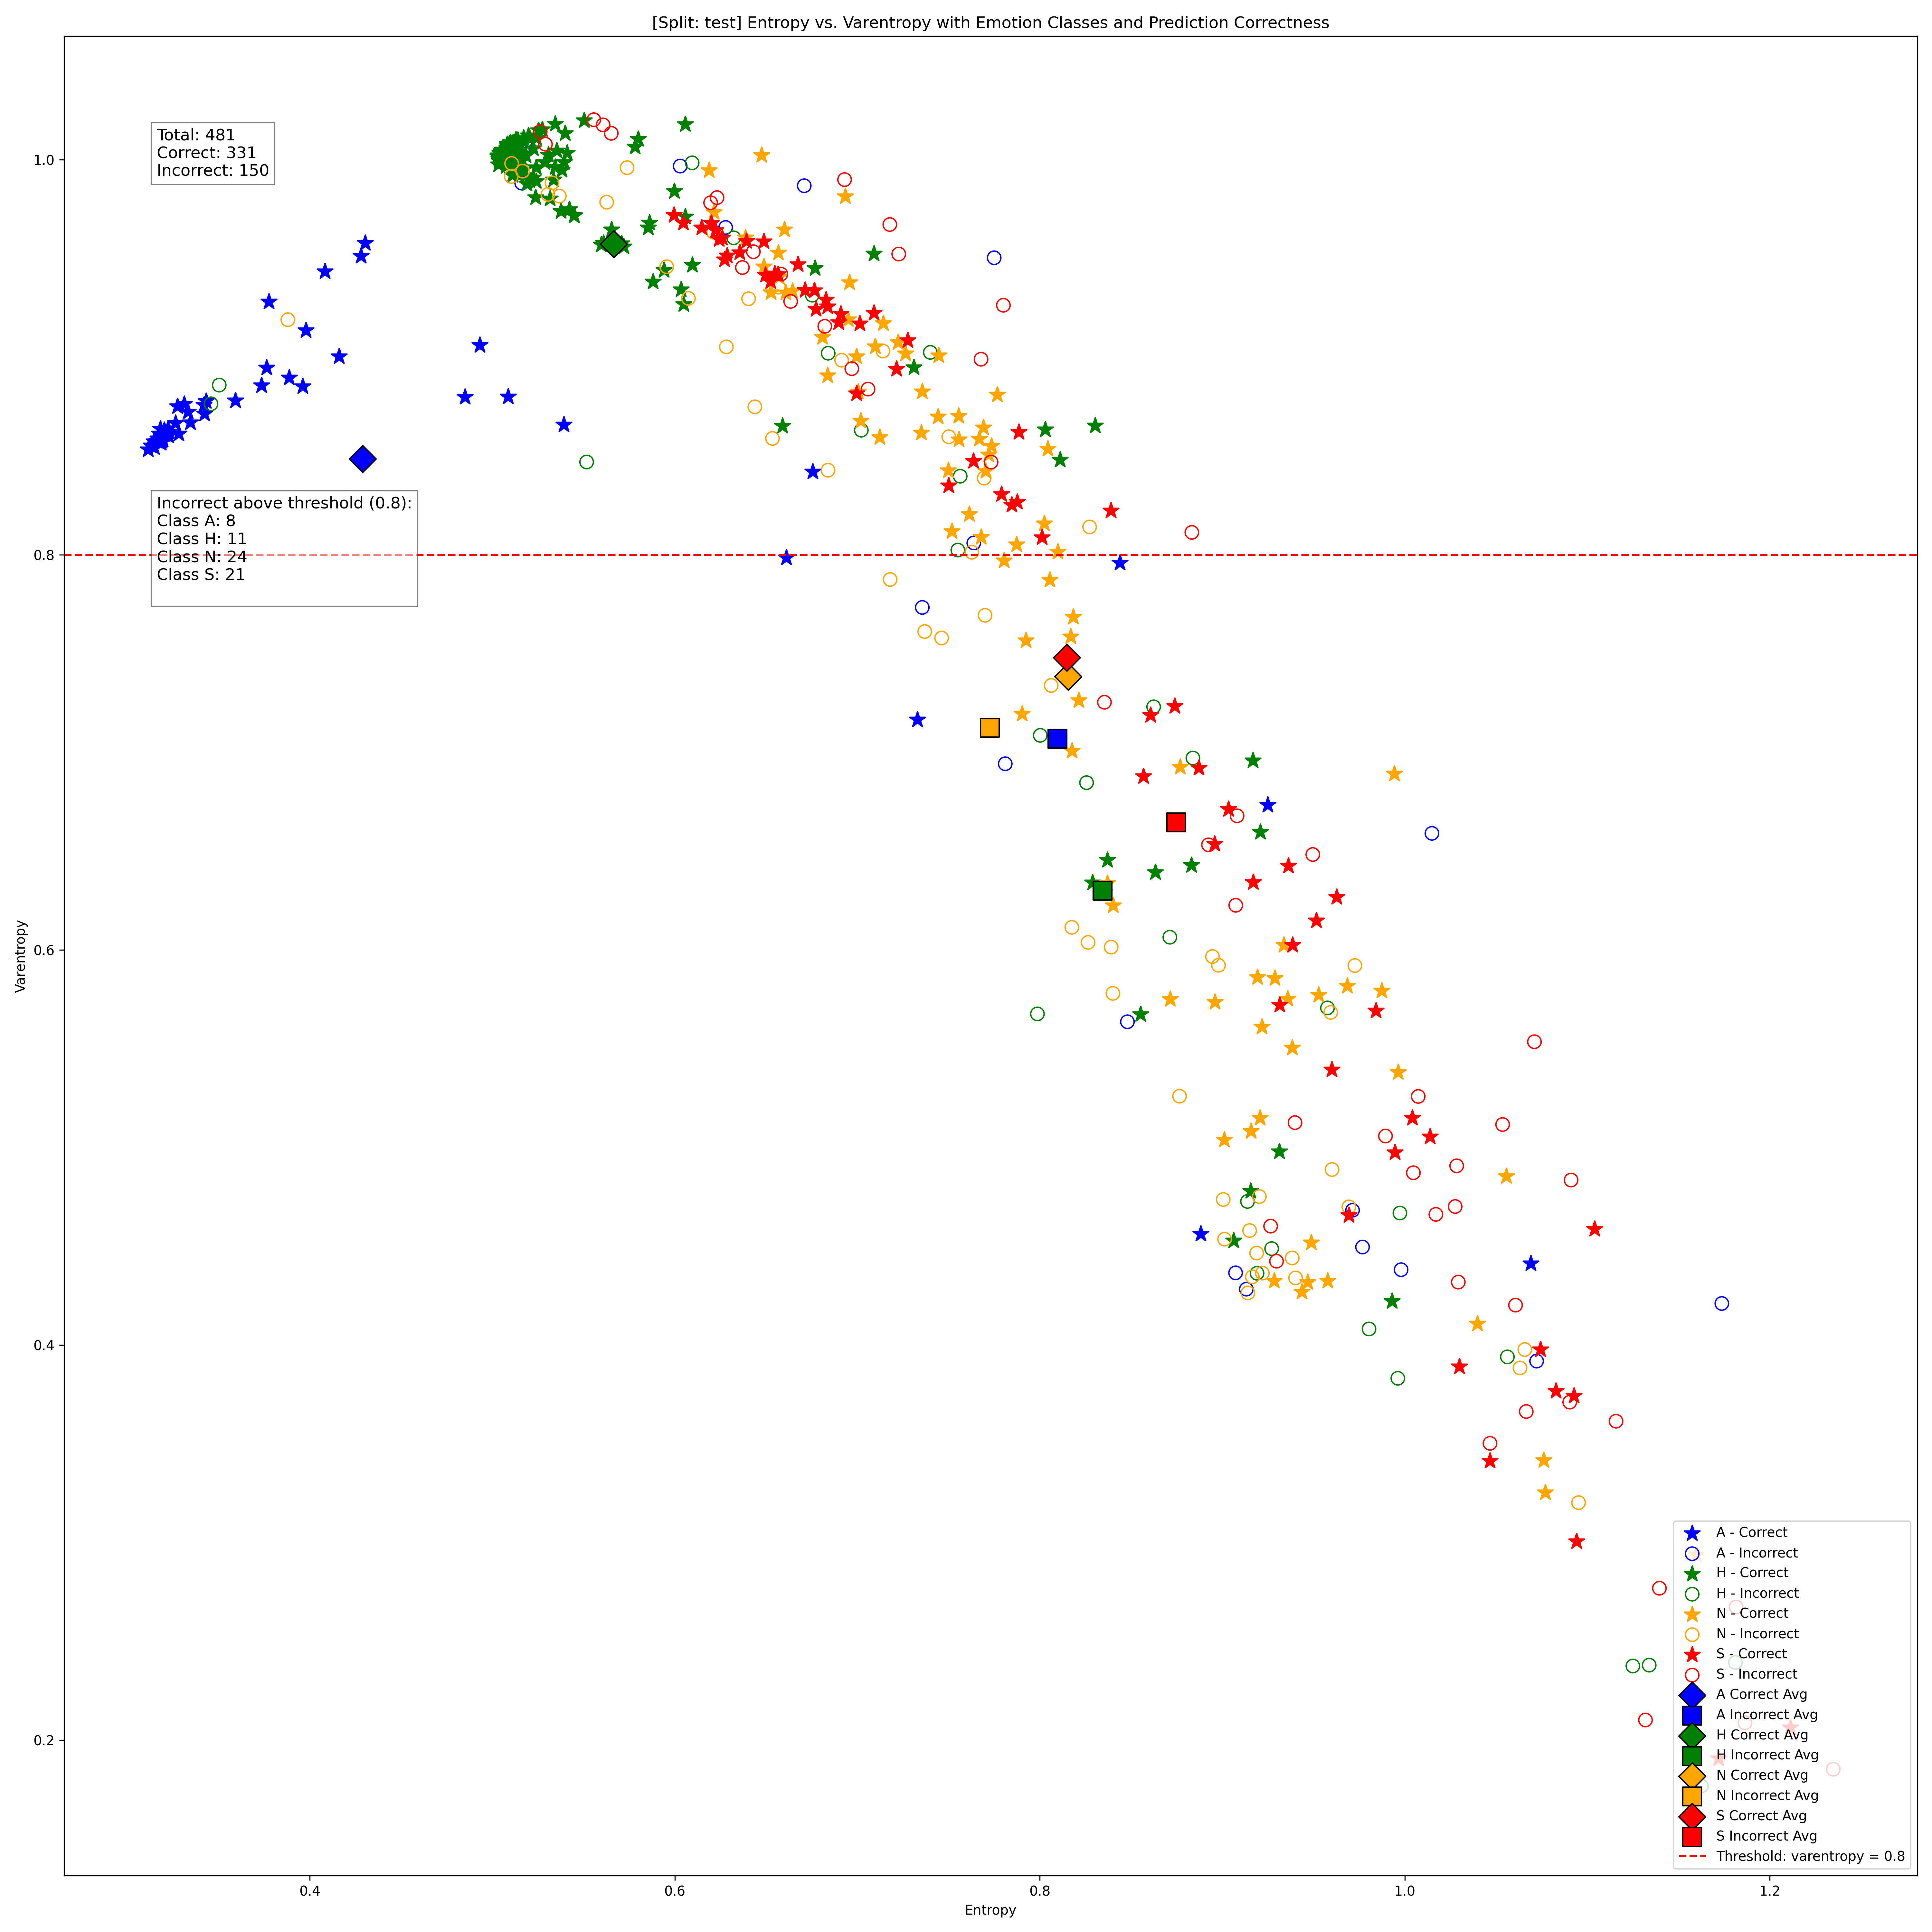 [Split: test] Entropy vs. Varentropy with Emotion Classes and Prediction Correctness
Total: 481
Correct: 331
Incorrect: 150
Incorrect above threshold (0.8):
Class A: 8
Class H: 11
Class N: 24
Class S: 21
Varentropy
1.0
0.8
0.6
0.4
0.2
A - Correct
A - Incorrect
H - Correct
H - Incorrect
N - Correct
N - Incorrect
S - Correct
S - Incorrect
A Correct Avg
A Incorrect Avg
H Correct Avg
H Incorrect Avg
N Correct Avg
N Incorrect Avg
S Correct Avg
S Incorrect Avg
Threshold: varentropy = 0.8
0.4
0.6
0.8
1.0
1.2
Entropy